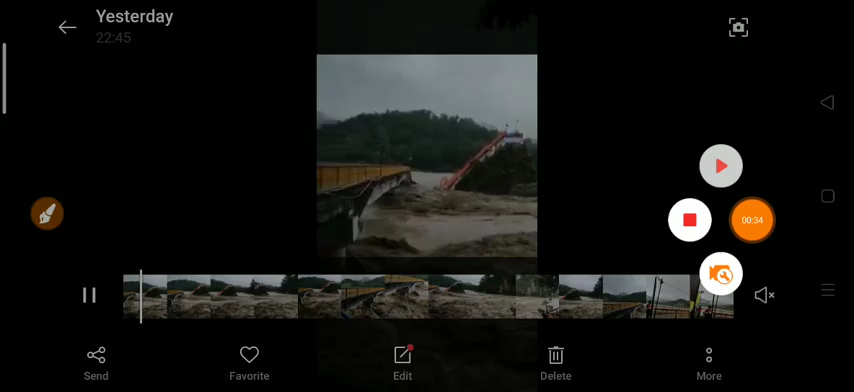 Yesterday
22:45
00:34
Send
Favorite
Edit
Delete
More